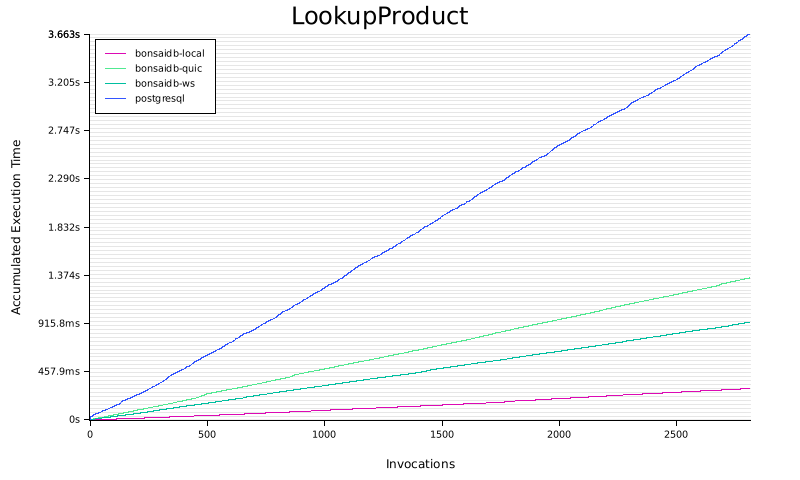 LookupProduct
3.663s
bonsaidb-local
bonsaidb-quic
bonsaidb-ws
postgresql
3.205s
2.747s
2.290s
1.832s
1.374s
915.8ms
457.9ms
0s
Accumulated Execution Time
0 500 1000 1500 2000 2500
Invocations